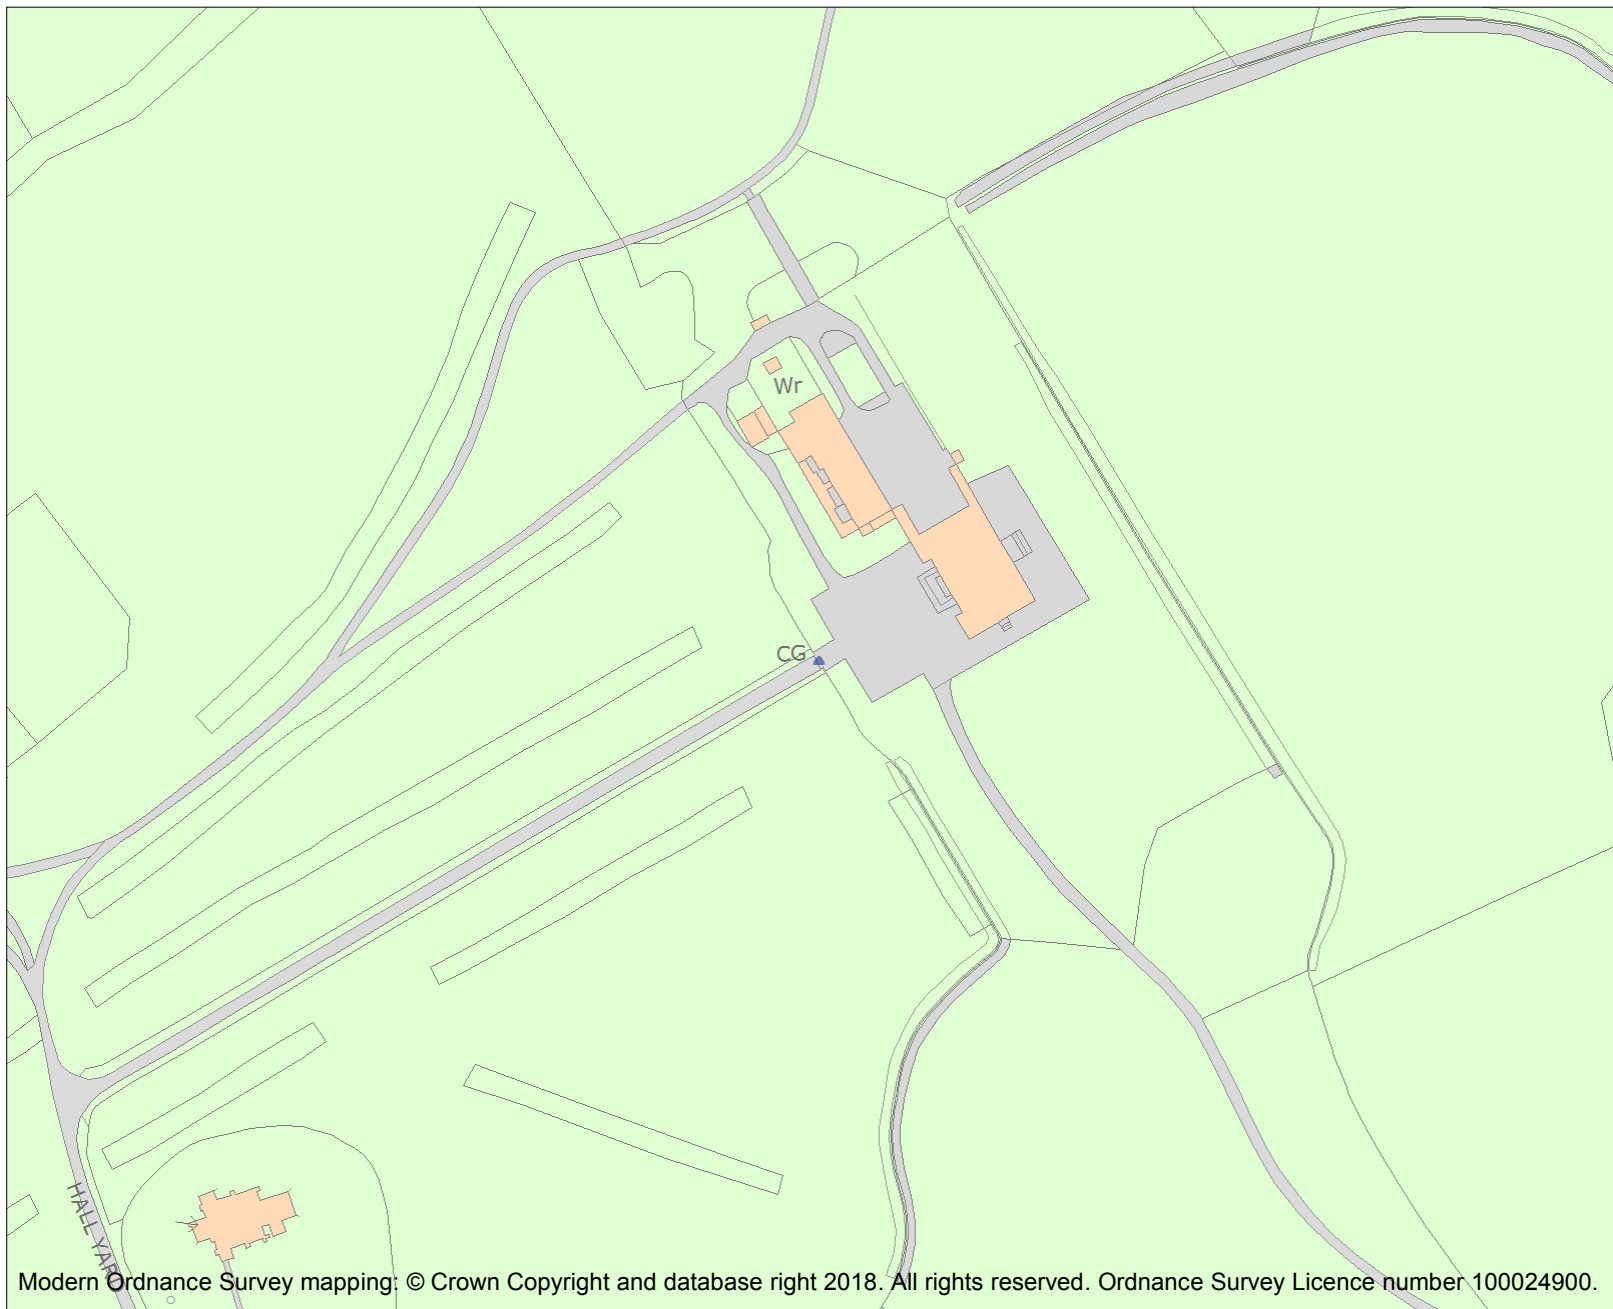 Wr
CG
HALL YARD
Modern Ordnance Survey mapping: © Crown Copyright and database right 2018. All rights reserved. Ordnance Survey Licence number 100024900.